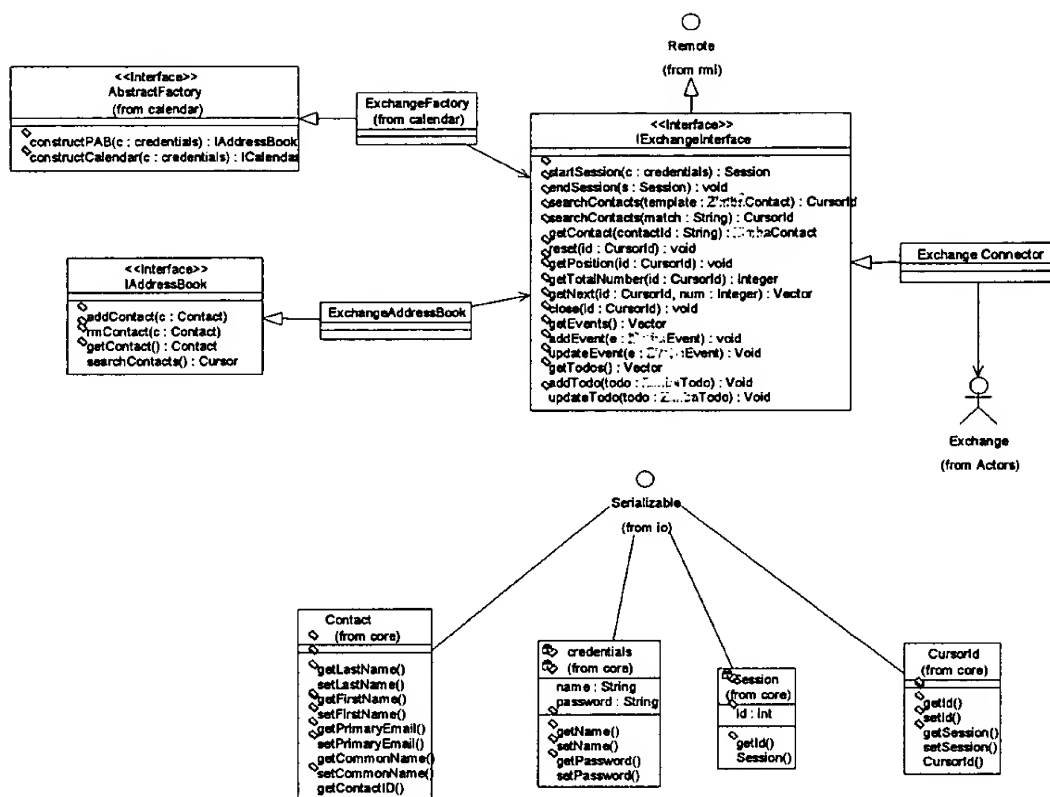 Remote
(from rmi)
<<Interface>>
AbstractFactory
(from calendar)
constructPAB(c : credentials) : IAddressBook
constructCalendar(c : credentials) : ICalendar
ExchangeFactory
(from calendar)
<<Interface>>
IExchangeInterface
startSession(c : credentials) : Session
endSession(s : Session) : void
searchContacts(template : Contact) : CursorId
searchContacts(match : String) : CursorId
getContact(contactId : String) : Contact
reset(id : CursorId) : void
getPosition(id : CursorId) : void
getTotalNumber(id : CursorId) : Integer
getNext(id : CursorId, num : Integer) : Vector
close(id : CursorId) : void
getEvents() : Vector
addEvent(e : Event) : void
updateEvent(e : Event) : Void
getTodos() : Vector
addTodo(todo : Todo) : Void
updateTodo(todo : Todo) : Void
<<Interface>>
IAddressBook
addContact(c : Contact)
rmContact(c : Contact)
getContact() : Contact
searchContacts() : Cursor
ExchangeAddressBook
Exchange Connector
Exchange
(from Actors)
Serializable
(from io)
Contact
(from core)
getLastName()
setLastName()
getFirstName()
setFirstName()
getPrimaryEmail()
setPrimaryEmail()
getCommonName()
setCommonName()
getContactID()
credentials
(from core)
name : String
password : String
getName()
setName()
getPassword()
setPassword()
Session
(from core)
id : int
getId()
Session()
CursorId
(from core)
getId()
setId()
getSession()
setSession()
CursorId()